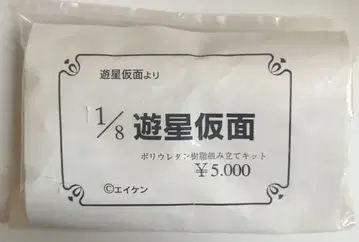 遊星仮面より
1/8 遊星仮面
ポリウレタン樹脂組み立てキット
￥5.000
©エイケン